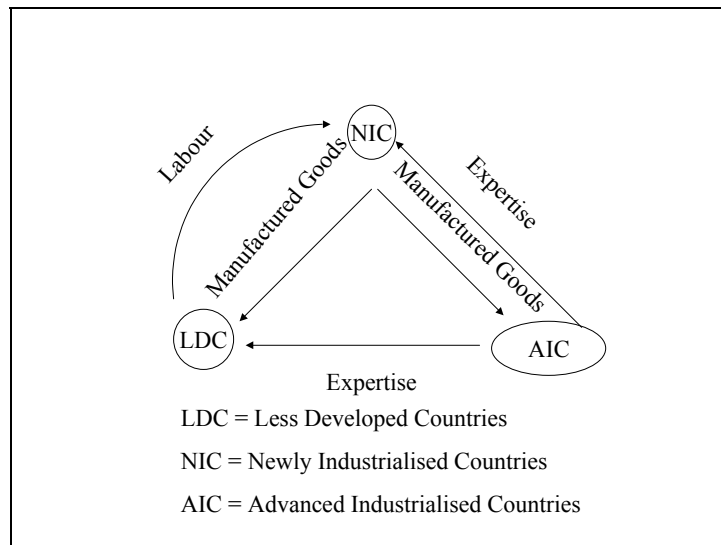 NIC
Labour
Manufactured Goods
Expertise
Manufactured Goods
LDC
AIC
Expertise
LDC = Less Developed Countries
NIC = Newly Industrialised Countries
AIC = Advanced Industrialised Countries